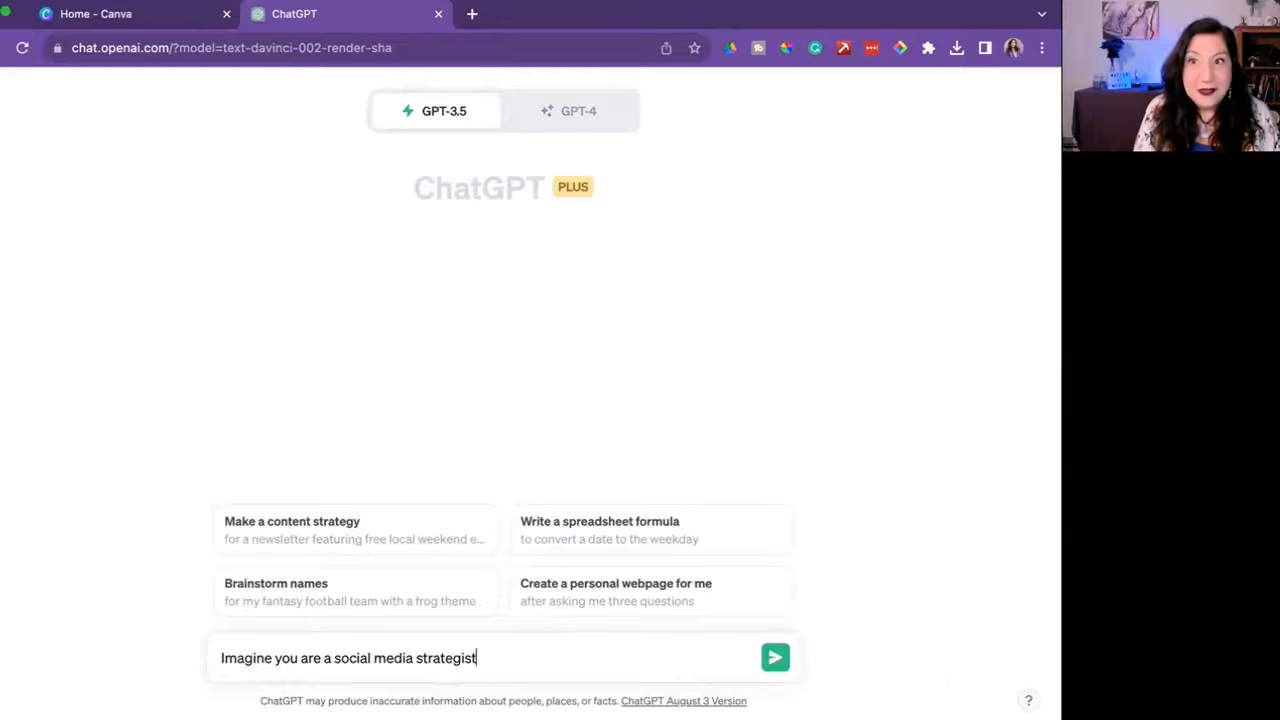 Home - Canva
ChatGPT
chat.openai.com/?model=text-davinci-002-render-sha
GPT-3.5
GPT-4
ChatGPT PLUS
Make a content strategy
for a newsletter featuring free local weekend e...
Write a spreadsheet formula
to convert a date to the weekday
Brainstorm names
for my fantasy football team with a frog theme
Create a personal webpage for me
after asking me three questions
Imagine you are a social media strategist
ChatGPT may produce inaccurate information about people, places, or facts. ChatGPT August 3 Version
?